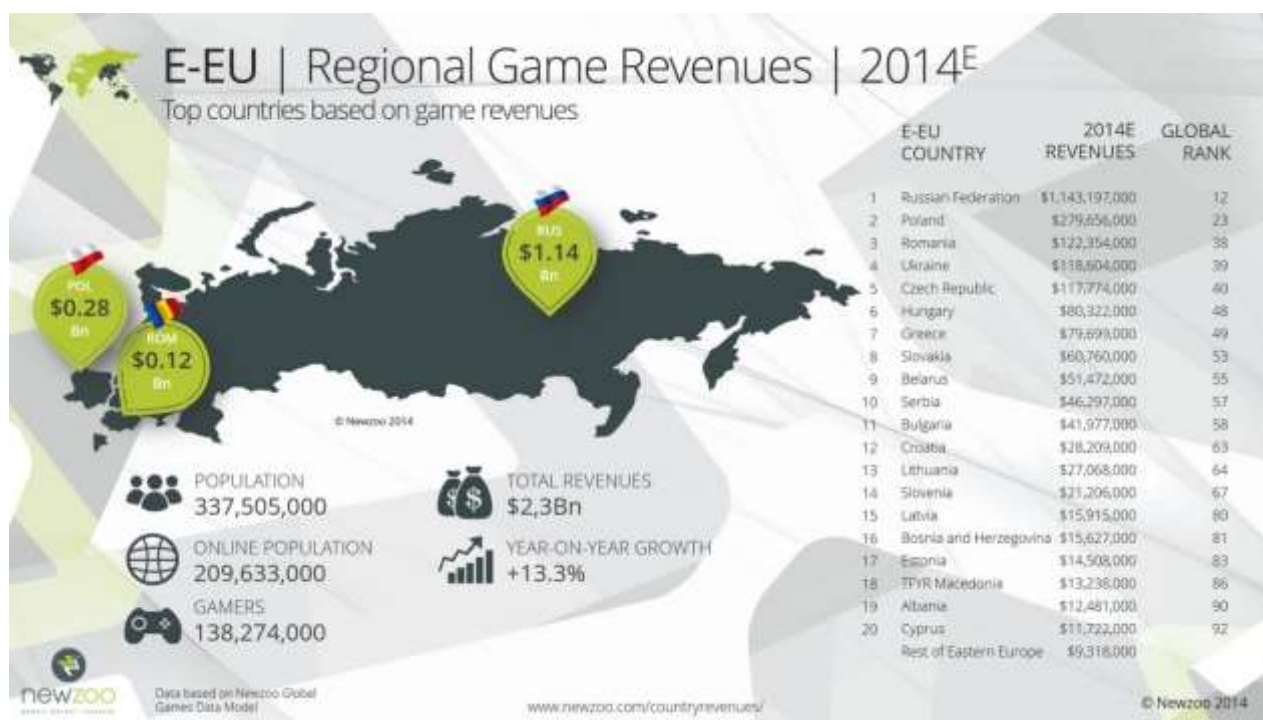 E-EU | Regional Game Revenues | 2014E
Top countries based on game revenues
E-EU COUNTRY 2014E REVENUES GLOBAL RANK
1 Russian Federation $1,143,197,000 12
2 Poland $279,656,000 23
3 Romania $122,354,000 38
4 Ukraine $118,604,000 39
5 Czech Republic $117,774,000 40
6 Hungary $80,322,000 48
7 Greece $79,699,000 49
8 Slovakia $60,760,000 53
9 Belarus $51,472,000 55
10 Serbia $46,297,000 57
11 Bulgaria $41,977,000 58
12 Croatia $28,209,000 63
13 Lithuania $27,068,000 64
14 Slovenia $21,206,000 67
15 Latvia $15,915,000 80
16 Bosnia and Herzegovina $15,627,000 81
17 Estonia $14,508,000 83
18 TFYR Macedonia $13,238,000 86
19 Albania $12,481,000 90
20 Cyprus $11,722,000 92
Rest of Eastern Europe $9,318,000
POL
$0.28
Bn
ROM
$0.12
Bn
RUS
$1.14
Bn
© Newzoo 2014
POPULATION
337,505,000
ONLINE POPULATION
209,633,000
GAMERS
138,274,000
TOTAL REVENUES
$2,3Bn
YEAR-ON-YEAR GROWTH
+13.3%
newzoo
Data based on Newzoo Global
Games Data Model
www.newzoo.com/countryrevenues/
© Newzoo 2014